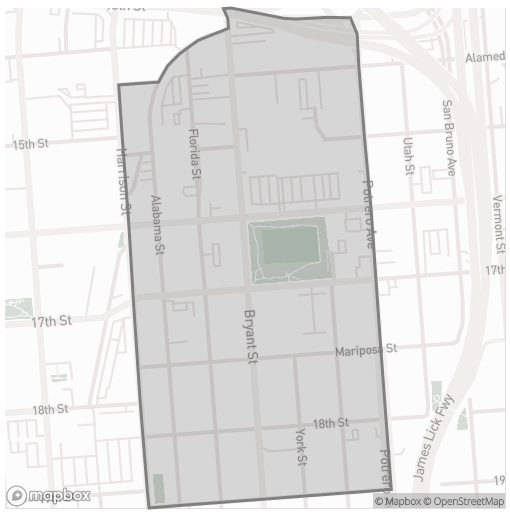 Alamed
15th St
Florida St
Harrison St
Alabama St
Potrero Ave
Utah St
San Bruno Ave
Vermont St
17th
17th St
Bryant St
Mariposa St
18th St
18th St
York St
James Lick Fwy
Potrero
19
mapbox
© Mapbox © OpenStreetMap